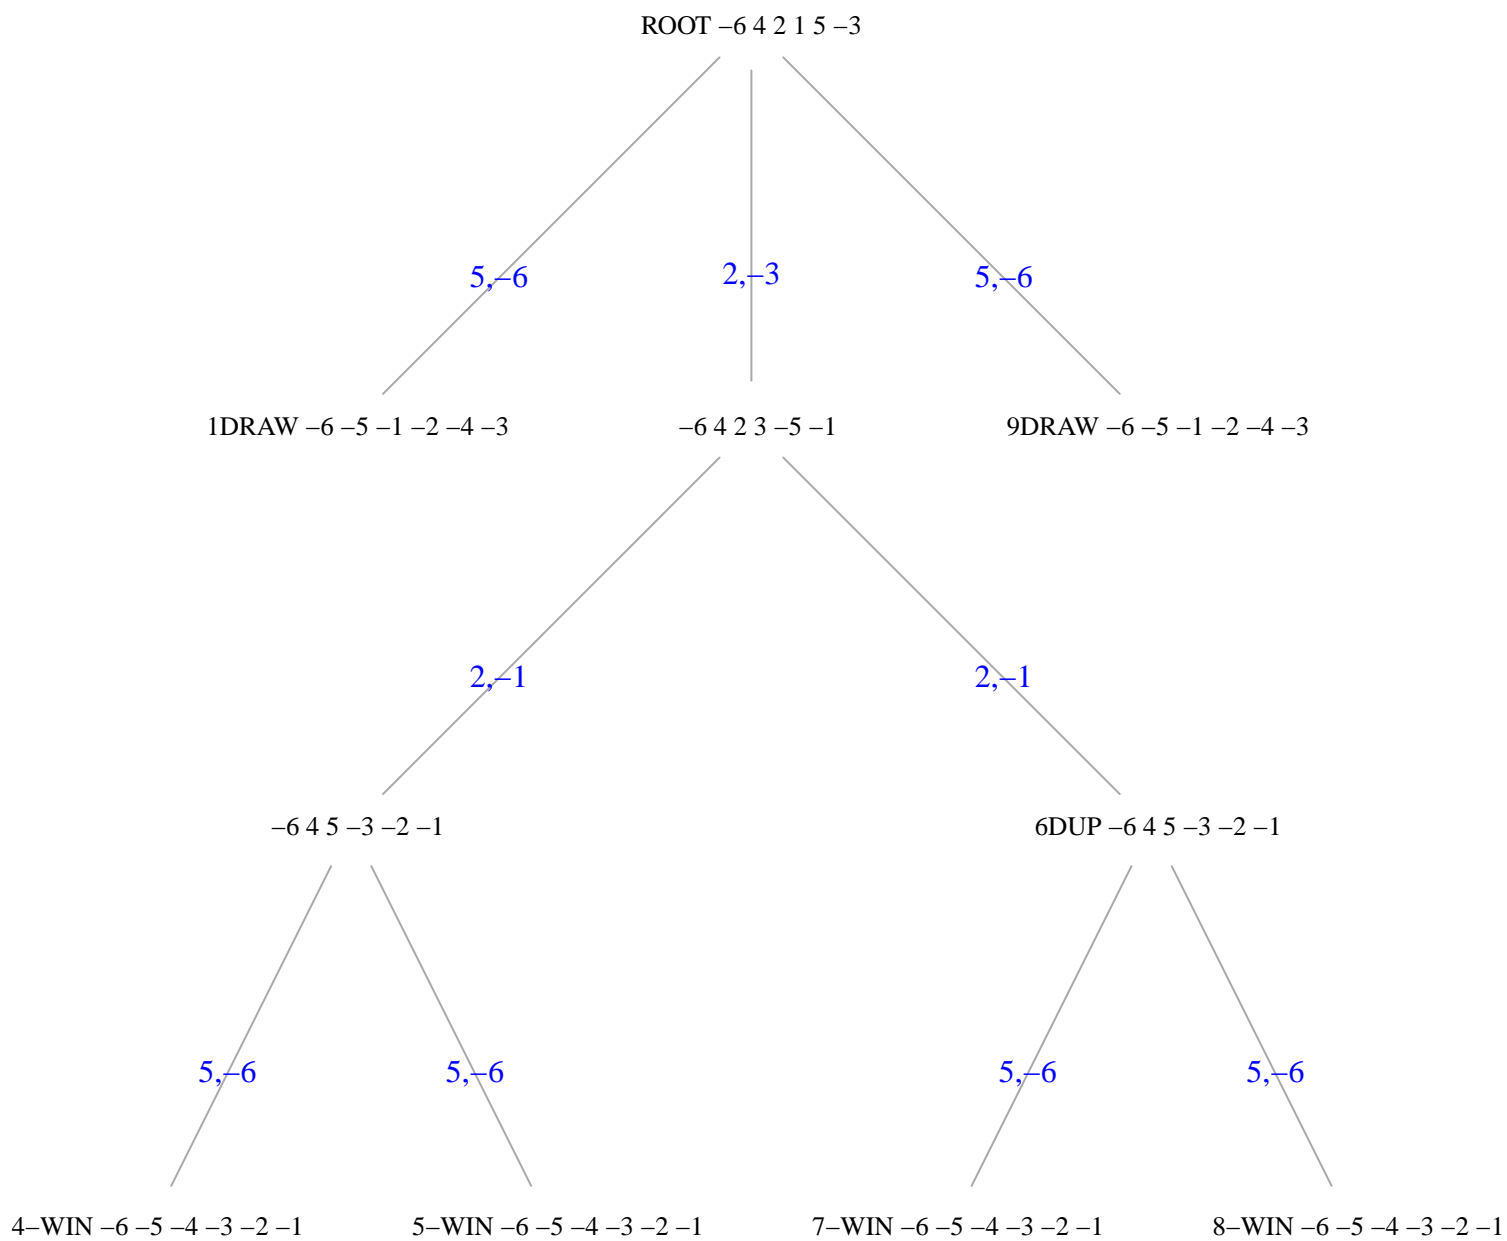 ROOT –6 4 2 1 5 –3
5,–6
2,–3
5,–6
1DRAW –6 –5 –1 –2 –4 –3
–6 4 2 3 –5 –1
9DRAW –6 –5 –1 –2 –4 –3
2,–1
2,–1
–6 4 5 –3 –2 –1
6DUP –6 4 5 –3 –2 –1
5,–6
5,–6
5,–6
5,–6
4–WIN –6 –5 –4 –3 –2 –1
5–WIN –6 –5 –4 –3 –2 –1
7–WIN –6 –5 –4 –3 –2 –1
8–WIN –6 –5 –4 –3 –2 –1